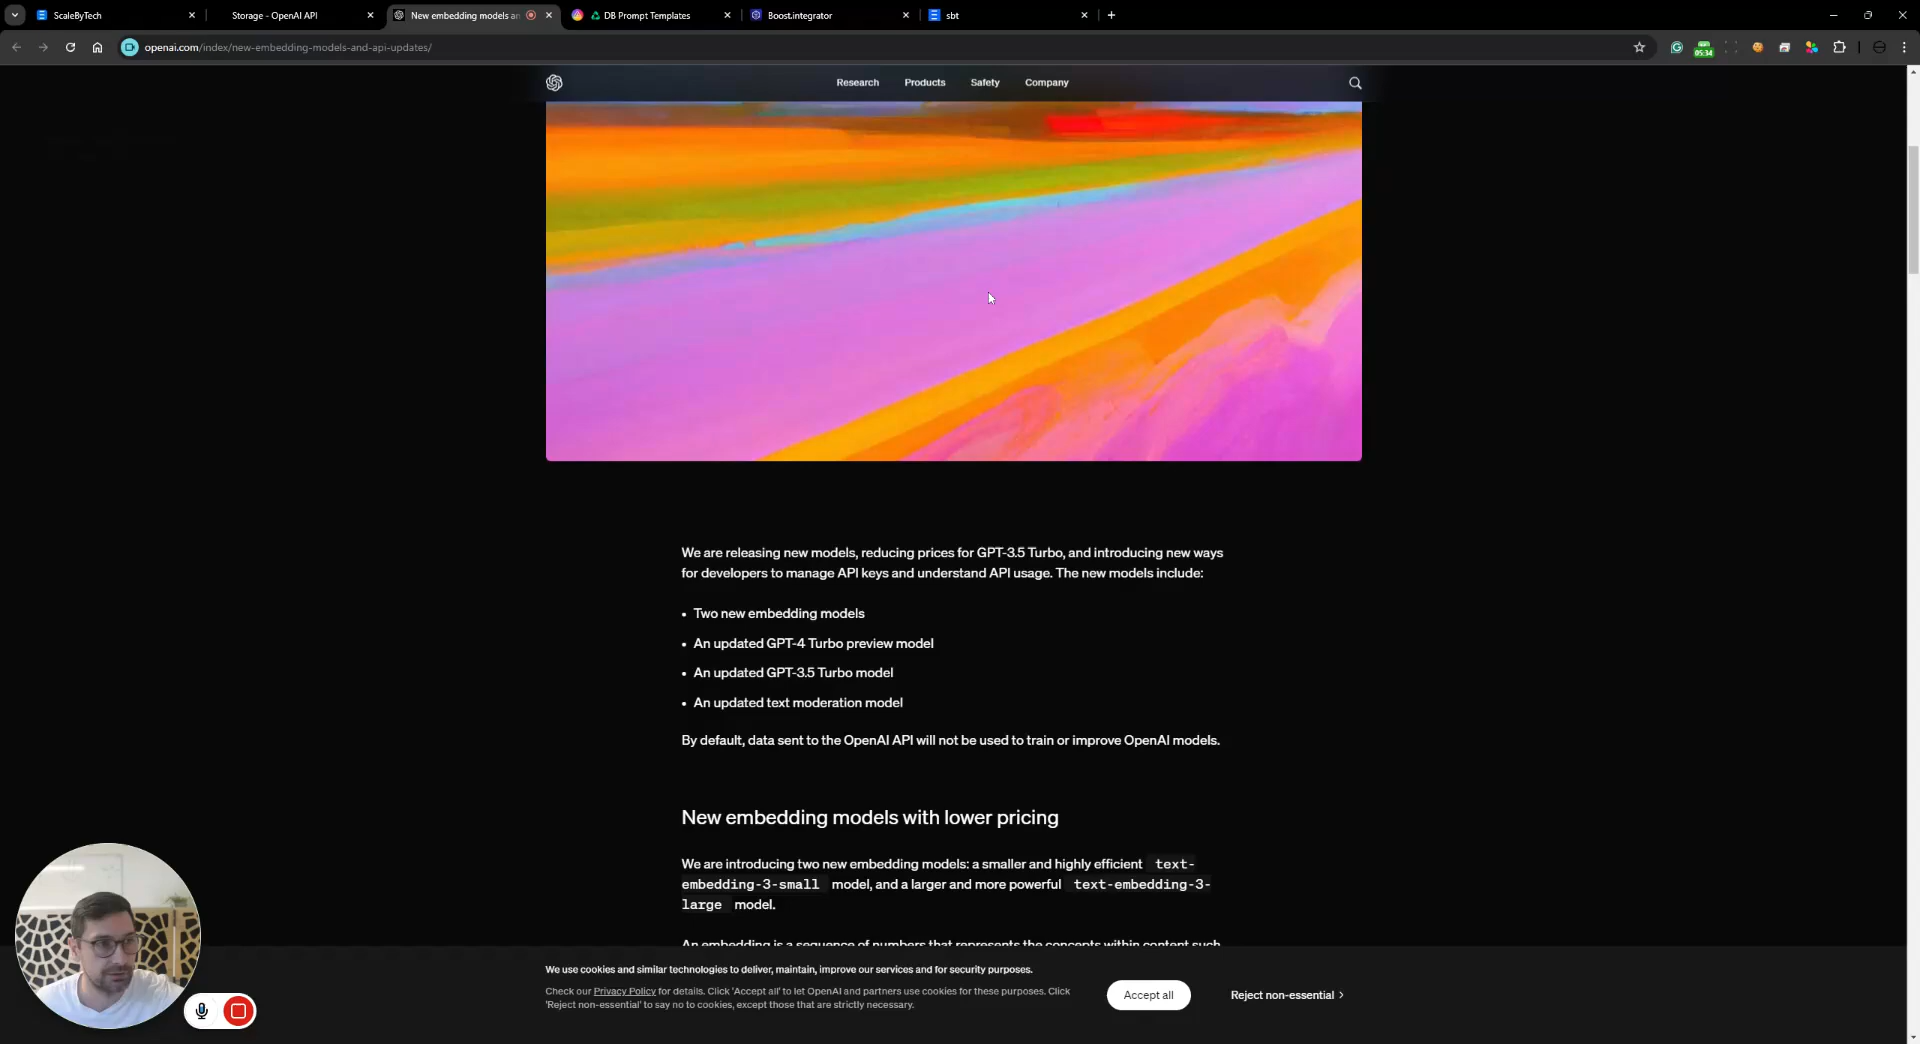 ScaleByTech
Storage - OpenAI API
New embedding models an
DB Prompt Templates
Boost.integrator
sbt
openai.com/index/new-embedding-models-and-api-updates/
05:34
Research
Products
Safety
Company
We are releasing new models, reducing prices for GPT-3.5 Turbo, and introducing new ways
for developers to manage API keys and understand API usage. The new models include:
• Two new embedding models
• An updated GPT-4 Turbo preview model
• An updated GPT-3.5 Turbo model
• An updated text moderation model
By default, data sent to the OpenAI API will not be used to train or improve OpenAI models.
New embedding models with lower pricing
We are introducing two new embedding models: a smaller and highly efficient text-
embedding-3-small model, and a larger and more powerful text-embedding-3-
large model.
An embedding is a sequence of numbers that represents the concepts within content such
We use cookies and similar technologies to deliver, maintain, improve our services and for security purposes.
Check our Privacy Policy for details. Click 'Accept all' to let OpenAI and partners use cookies for these purposes. Click
'Reject non-essential' to say no to cookies, except those that are strictly necessary.
Accept all
Reject non-essential